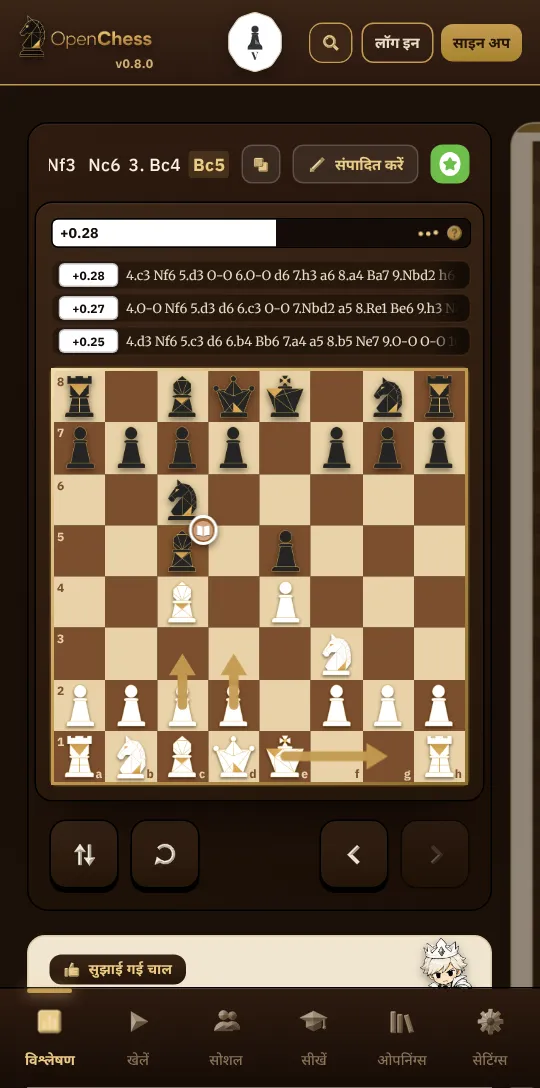 OpenChess
v0.8.0
V
लॉग इन
साइन अप
Nf3 Nc6 3. Bc4 Bc5
संपादित करें
+0.28
?
+0.28 4.c3 Nf6 5.d3 O-O 6.O-O d6 7.h3 a6 8.a4 Ba7 9.Nbd2 h6
+0.27 4.O-O Nf6 5.d3 d6 6.c3 O-O 7.Nbd2 a5 8.Re1 Be6 9.h3
+0.25 4.d3 Nf6 5.c3 d6 6.b4 Bb6 7.a4 a5 8.b5 Ne7 9.O-O O-O
8
7
6
5
4
3
2
1
a b c d e f g h
सुझाई गई चाल
विश्लेषण
खेलें
सोशल
सीखें
ओपनिंग्स
सेटिंग्स